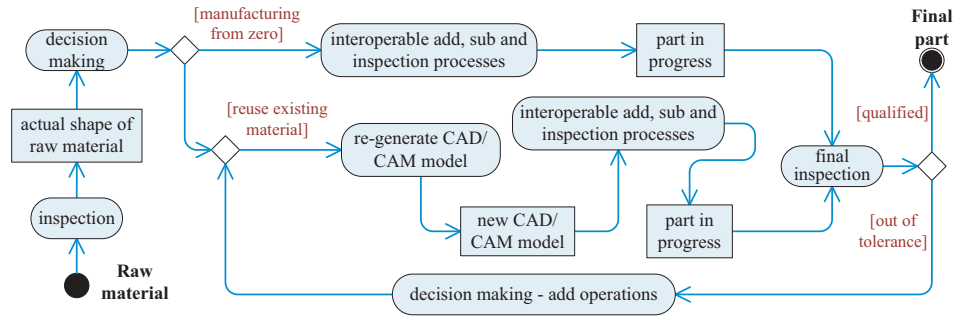 decision
making
[manufacturing
from zero]
interoperable add, sub and
inspection processes
part in
progress
Final
part
actual shape of
raw material
[reuse existing
material]
re-generate CAD/
CAM model
interoperable add, sub and
inspection processes
[qualified]
final
inspection
inspection
new CAD/
CAM model
part in
progress
[out of
tolerance]
Raw
material
decision making - add operations